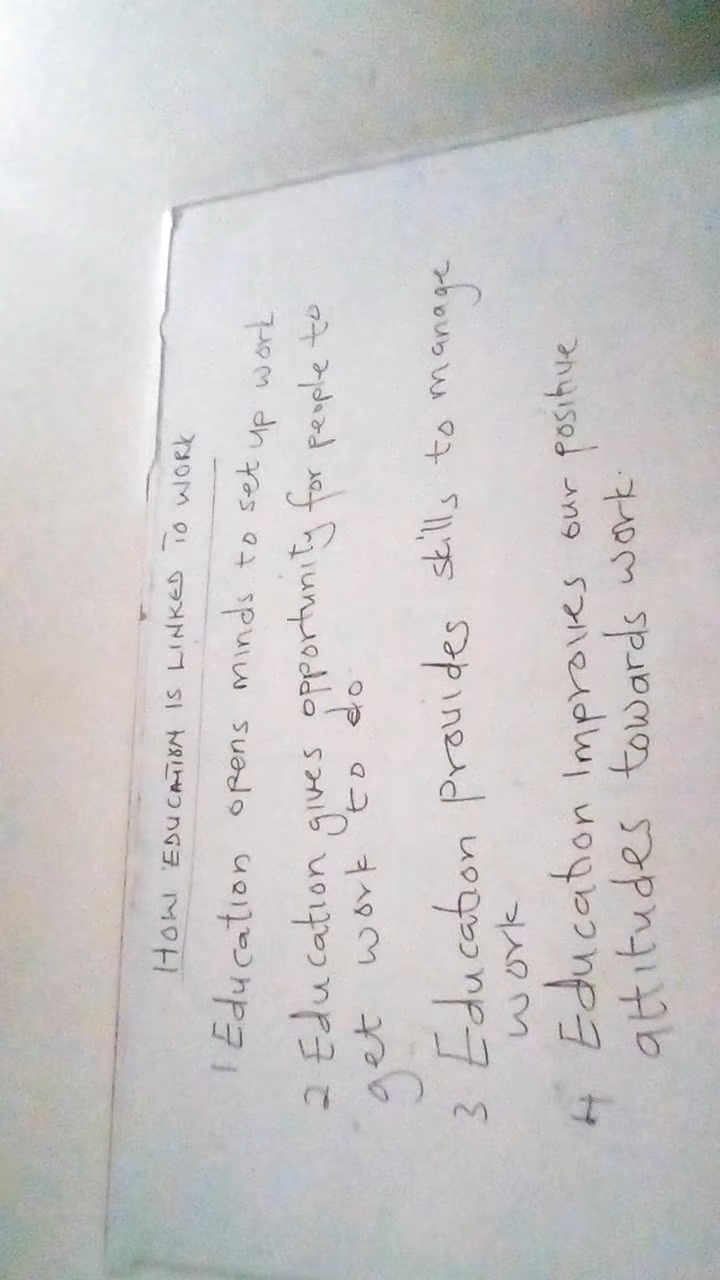 HOW EDUCATION IS LINKED TO WORK
1 Education opens minds to set up work
2 Education gives opportunity for people to
get work to do.
3 Education provides skills to manage
work
4 Education Improves our positive
attitudes towards work.